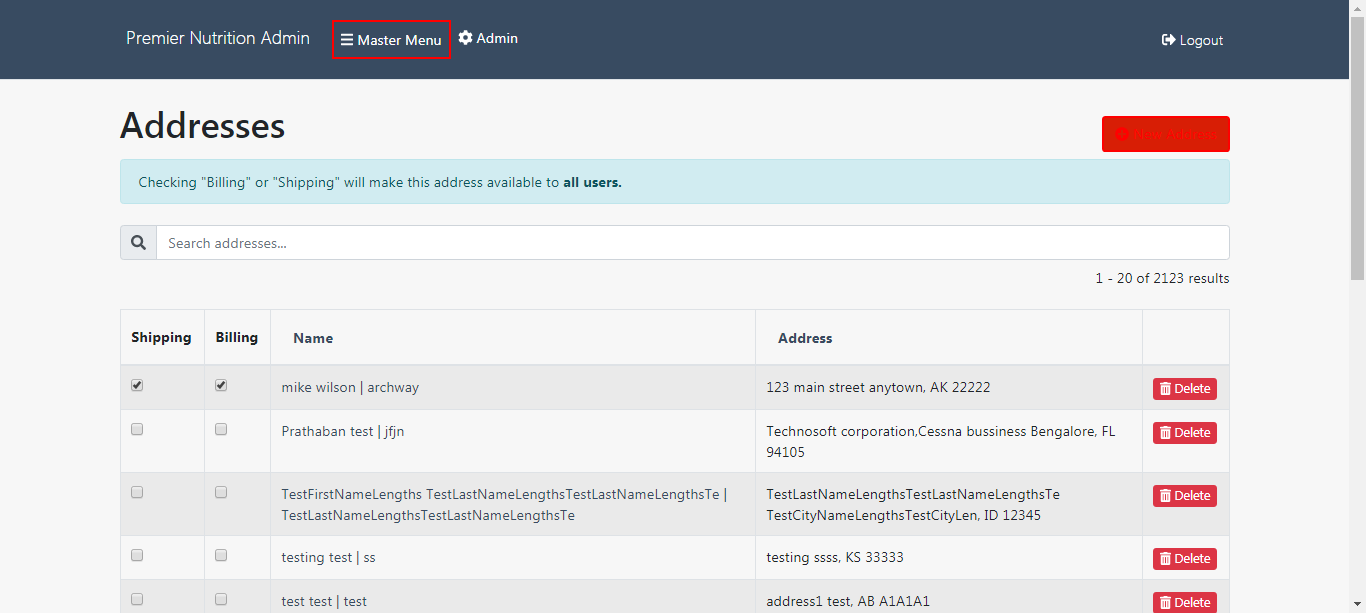 Premier Nutrition Admin
Master Menu
Admin
Logout
Addresses
Checking "Billing" or "Shipping" will make this address available to all users.
Search addresses...
1 - 20 of 2123 results
Shipping Billing Name Address
mike wilson | archway 123 main street anytown, AK 22222 Delete
Prathaban test | jfjn Technosoft corporation,Cessna bussiness Bengalore, FL
94105 Delete
TestFirstNameLengths TestLastNameLengthsTestLastNameLengthsTe | TestLastNameLengthsTestLastNameLengthsTe Delete
TestLastNameLengthsTestLastNameLengthsTe TestCityNameLengthsTestCityLen, ID 12345
testing test | ss testing ssss, KS 33333 Delete
test test | test address1 test, AB A1A1A1 Delete